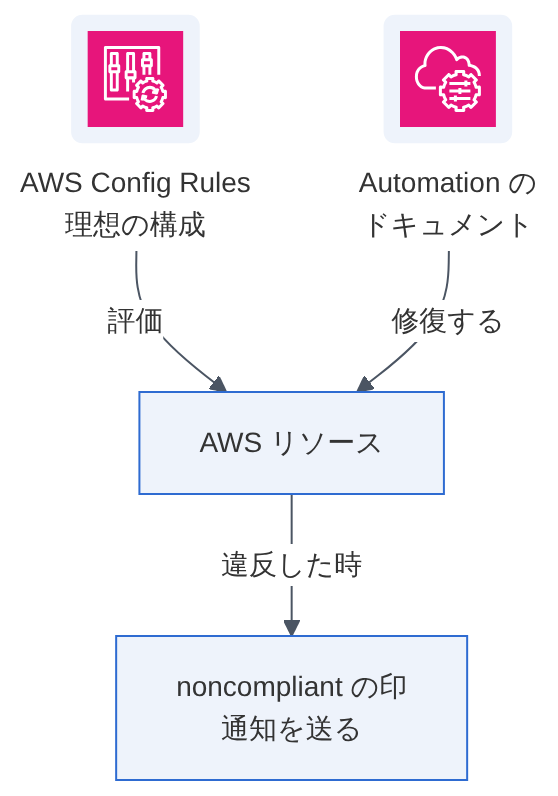 AWS Config Rules
理想の構成
Automation の
ドキュメント
評価
修復する
AWS リソース
違反した時
noncompliant の印
通知を送る